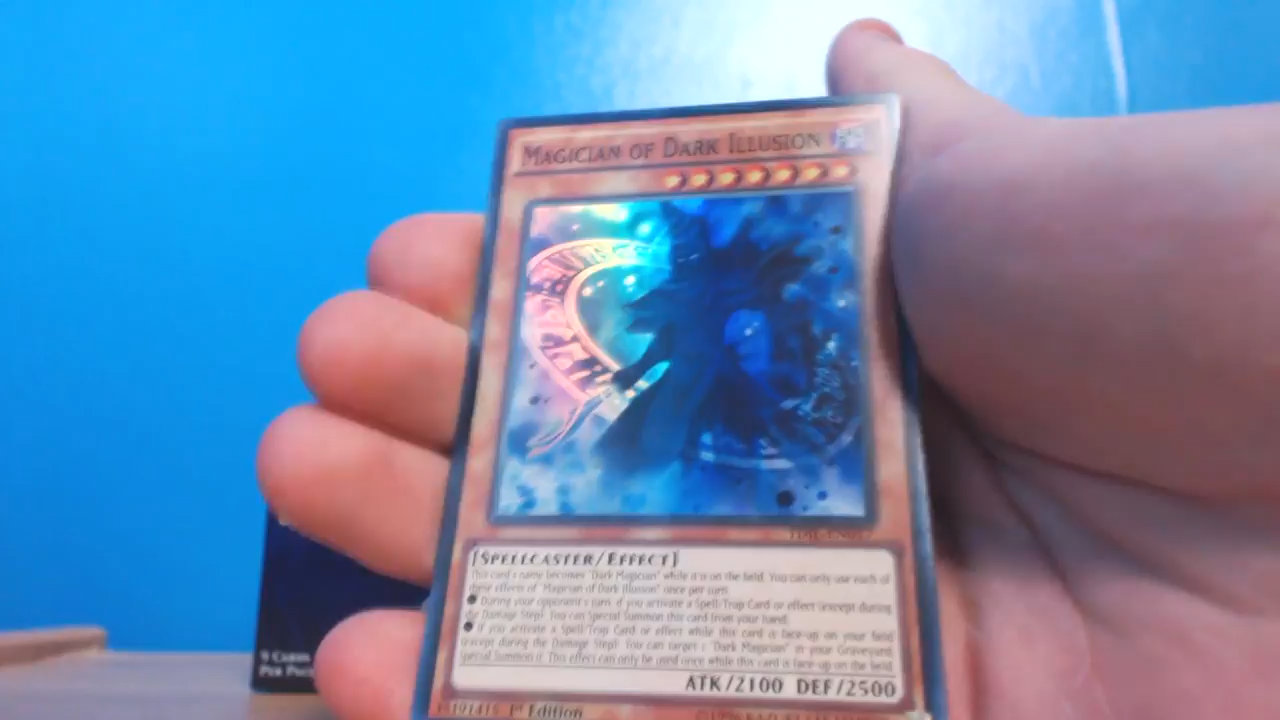 MAGICIAN OF DARK ILLUSION
[SPELLCASTER/EFFECT]
This card's name becomes "Dark Magician" while it is on the field. You can only use each of
these effects of "Magician of Dark Illusion" once per turn.
● During your opponent's turn, if you activate a Spell/Trap Card or effect (except during
the Damage Step): You can Special Summon this card from your hand.
● If you activate a Spell/Trap Card or effect while this card is face-up on your field
(except during the Damage Step): You can target 1 "Dark Magician" in your Graveyard;
Special Summon it. This effect can only be used once while this card is face-up on the field.
ATK/2100 DEF/2500
1st Edition
9 CARDS
PER